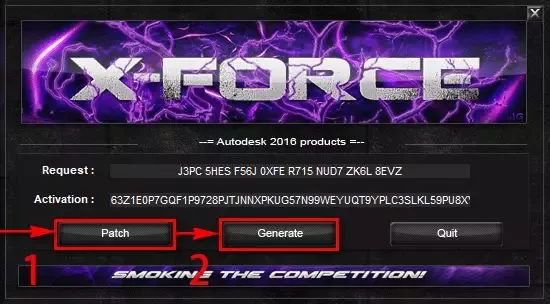 X-FORCE
JG
--= Autodesk 2016 products =--
Request : J3PC 5HES F56J 0XFE R715 NUD7 ZK6L 8EVZ
Activation : 63Z1E0P7GQF1P9728PJTJNNXPKUG57N99WEYUQT9YPLC3SLKL59PU8X
Patch Generate Quit
1 2
SMOKING THE COMPETITION!